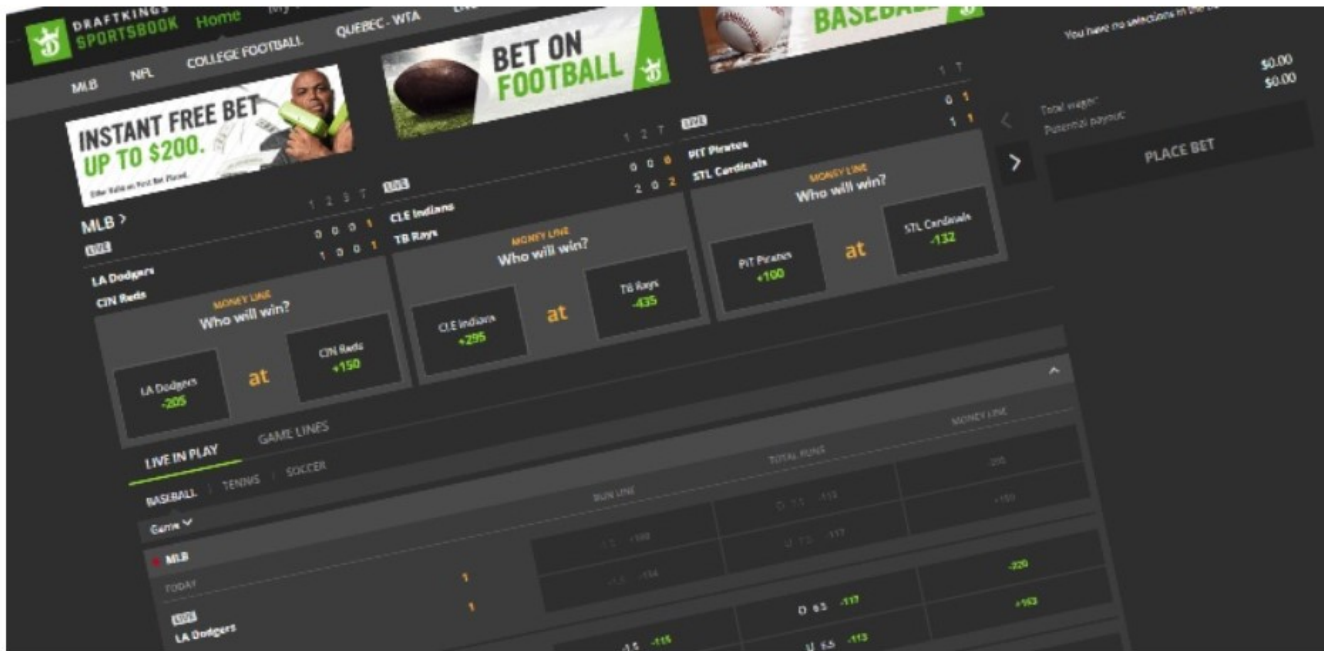 DRAFTKINGS
SPORTSBOOK
Home
MLB
NFL
COLLEGE FOOTBALL
QUEBEC - WTA
INSTANT FREE BET
UP TO $200.
BET ON
FOOTBALL
BASEBALL
You have no selections in the
Total wager: $0.00
Potential payout: $0.00
PLACE BET
MLB >
LIVE
1 2 3 T
LA Dodgers 0 0 0 1
CIN Reds 1 0 0 1
MONEY LINE
Who will win?
LA Dodgers
-205
at
CIN Reds
+150
LIVE
1 2 T
CLE Indians 0 0 0
TB Rays 2 0 2
MONEY LINE
Who will win?
CLE Indians
+295
at
TB Rays
-435
LIVE
1 T
PIT Pirates 0 1
STL Cardinals 1 1
MONEY LINE
Who will win?
PIT Pirates
+100
at
STL Cardinals
-132
LIVE IN PLAY
GAME LINES
BASEBALL
TENNIS
SOCCER
Game
MLB
TODAY
RUN LINE
TOTAL RUNS
MONEY LINE
LIVE
LA Dodgers
1
1
-1.5 -115
O 6.5 -117
-220
U 6.5 -113
+163